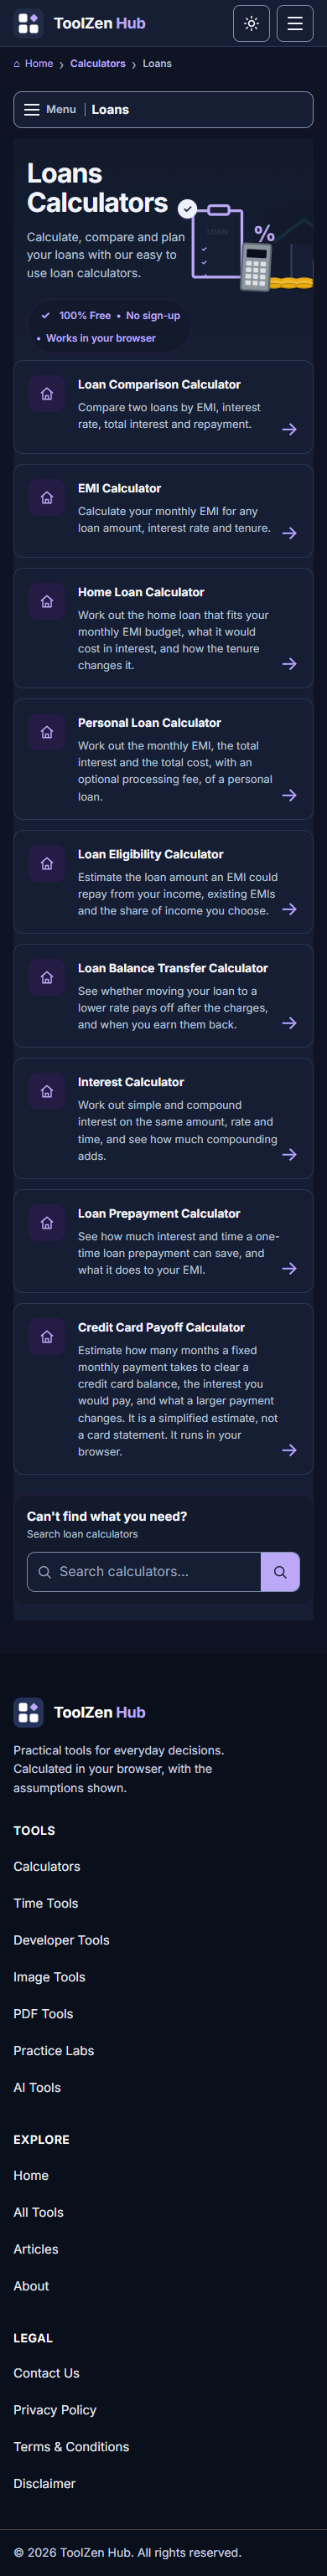 ToolZen Hub
Home › Calculators › Loans
Menu | Loans
Loans
Calculators
Calculate, compare and plan
your loans with our easy to
use loan calculators.
LOAN
%
✓ 100% Free • No sign-up
• Works in your browser
Loan Comparison Calculator
Compare two loans by EMI, interest
rate, total interest and repayment.
EMI Calculator
Calculate your monthly EMI for any
loan amount, interest rate and tenure.
Home Loan Calculator
Work out the home loan that fits your
monthly EMI budget, what it would
cost in interest, and how the tenure
changes it.
Personal Loan Calculator
Work out the monthly EMI, the total
interest and the total cost, with an
optional processing fee, of a personal
loan.
Loan Eligibility Calculator
Estimate the loan amount an EMI could
repay from your income, existing EMIs
and the share of income you choose.
Loan Balance Transfer Calculator
See whether moving your loan to a
lower rate pays off after the charges,
and when you earn them back.
Interest Calculator
Work out simple and compound
interest on the same amount, rate and
time, and see how much compounding
adds.
Loan Prepayment Calculator
See how much interest and time a one-
time loan prepayment can save, and
what it does to your EMI.
Credit Card Payoff Calculator
Estimate how many months a fixed
monthly payment takes to clear a
credit card balance, the interest you
would pay, and what a larger payment
changes. It is a simplified estimate, not
a card statement. It runs in your
browser.
Can't find what you need?
Search loan calculators
Search calculators...
ToolZen Hub
Practical tools for everyday decisions.
Calculated in your browser, with the
assumptions shown.
TOOLS
Calculators
Time Tools
Developer Tools
Image Tools
PDF Tools
Practice Labs
AI Tools
EXPLORE
Home
All Tools
Articles
About
LEGAL
Contact Us
Privacy Policy
Terms & Conditions
Disclaimer
© 2026 ToolZen Hub. All rights reserved.